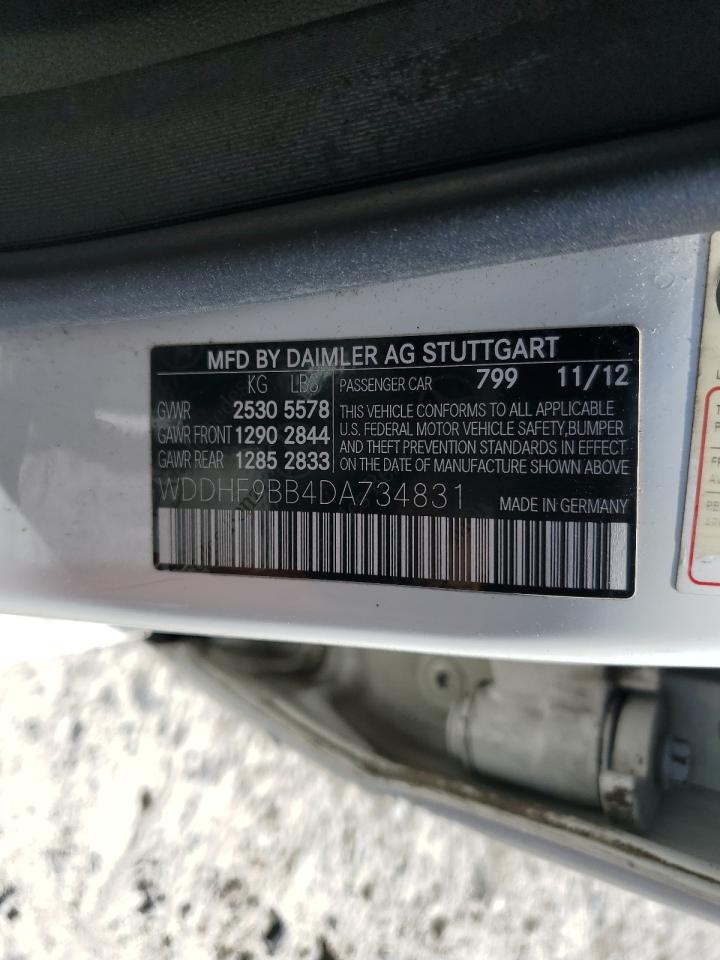 MFD BY DAIMLER AG STUTTGART
KG LBS PASSENGER CAR 799 11/12
GVWR 2530 5578 THIS VEHICLE CONFORMS TO ALL APPLICABLE
GAWR FRONT 1290 2844 U.S. FEDERAL MOTOR VEHICLE SAFETY,BUMPER
GAWR REAR 1285 2833 AND THEFT PREVENTION STANDARDS IN EFFECT
ON THE DATE OF MANUFACTURE SHOWN ABOVE
WDDHF9BB4DA734831 MADE IN GERMANY